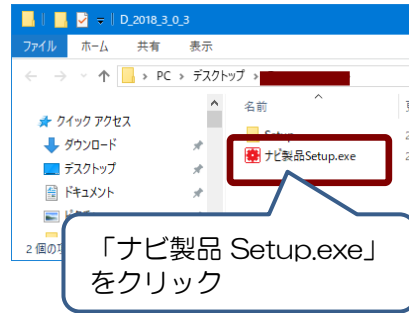 D_2018_3_0_3
ファイル ホーム 共有 表示
PC › デスクトップ ›
名前
クイック アクセス
Setup
ダウンロード
ナビ製品Setup.exe
デスクトップ
ドキュメント
2 個の項
「ナビ製品 Setup.exe」
をクリック